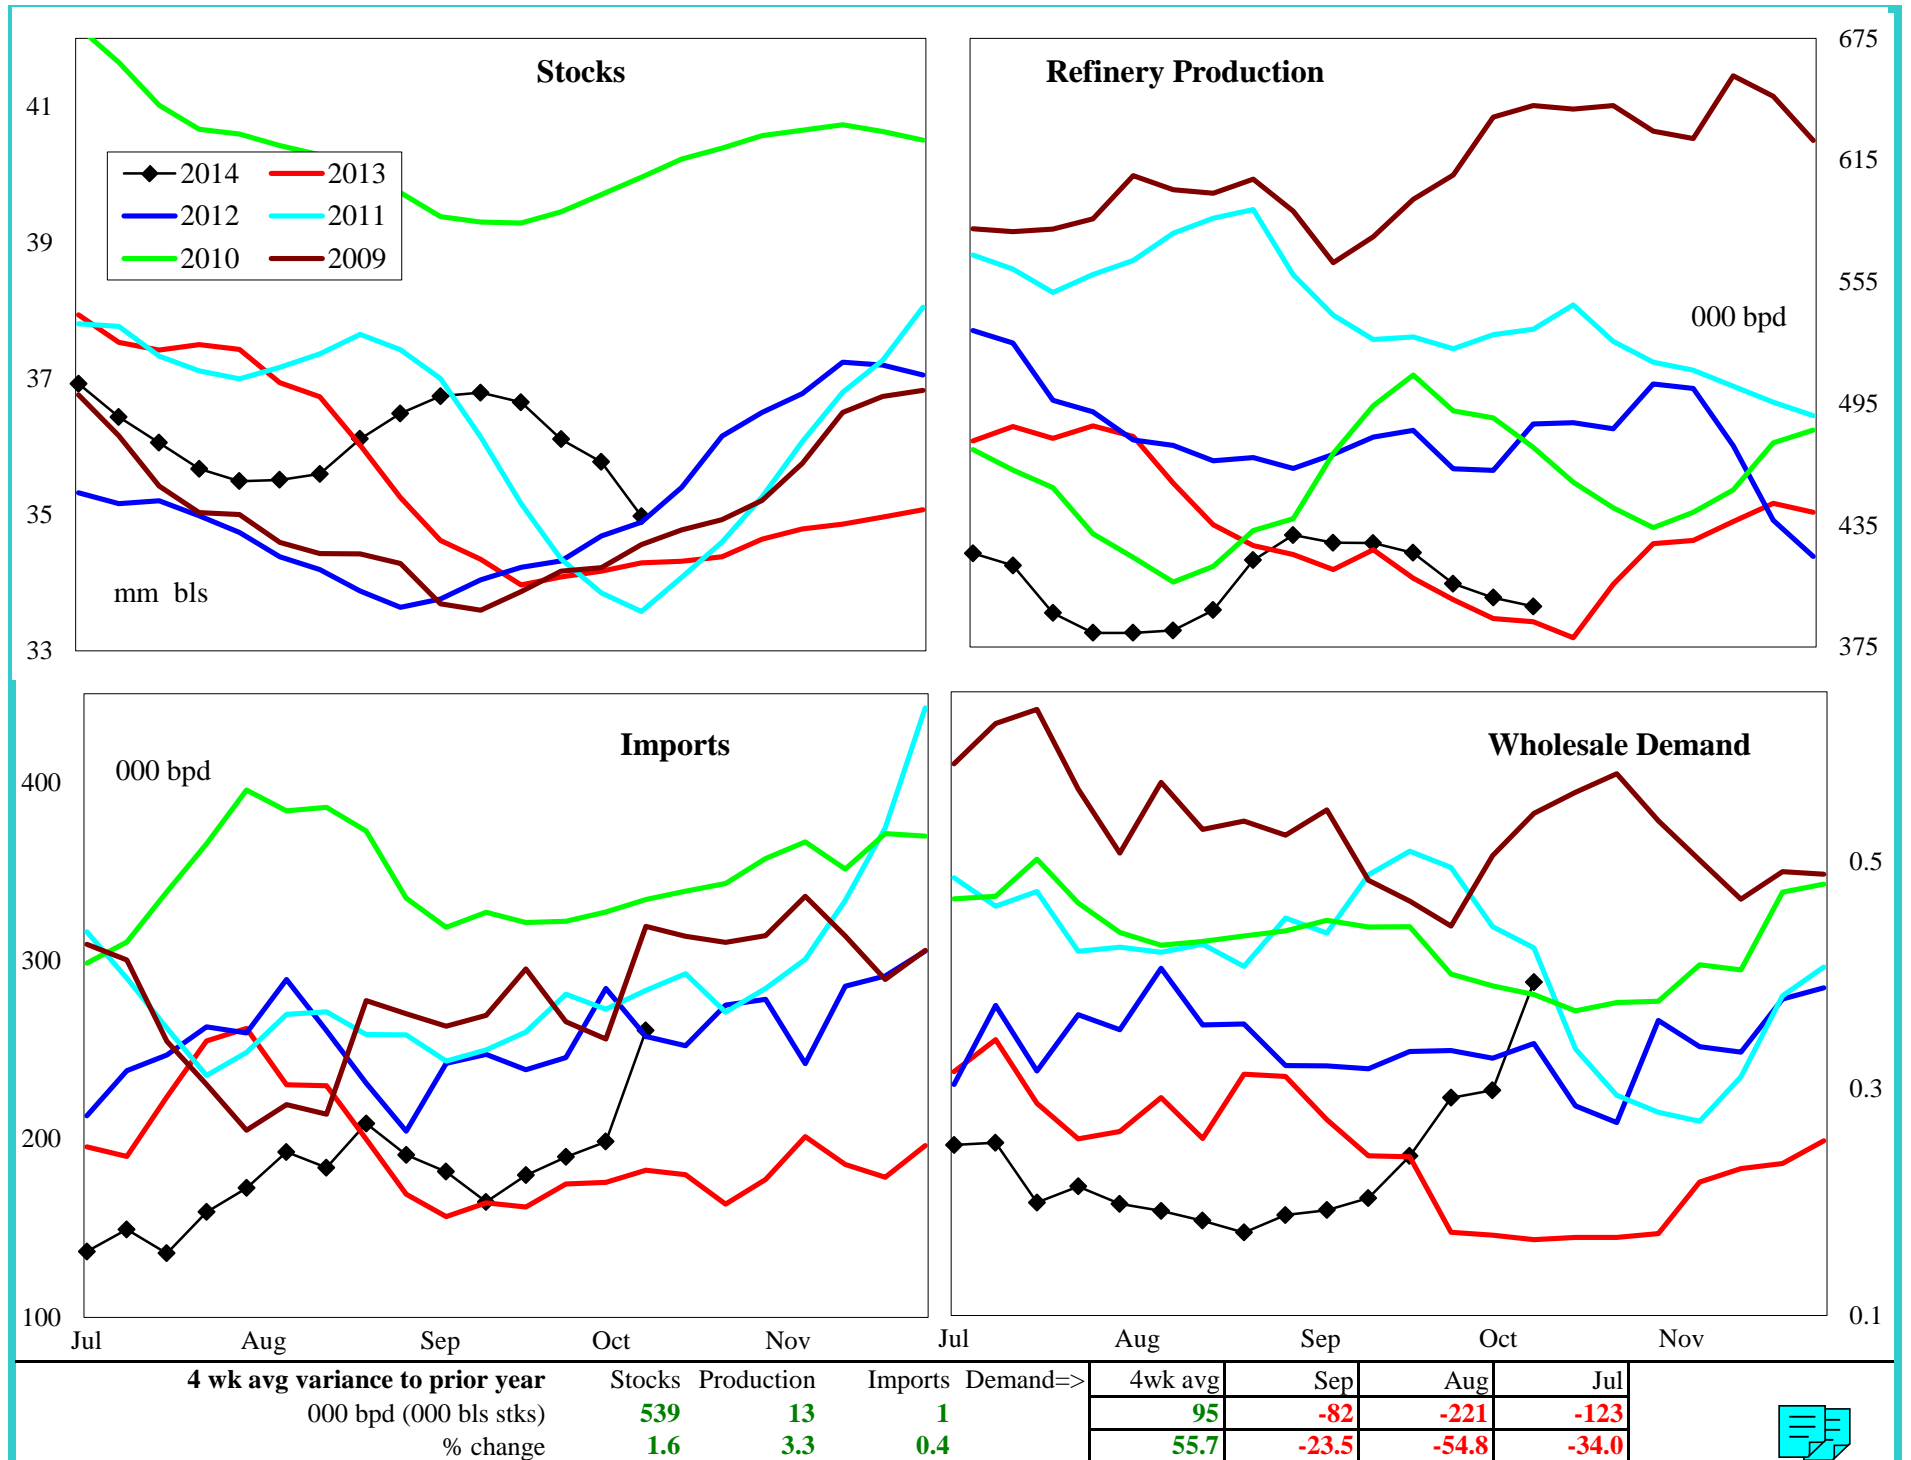 Stocks
41
39
37
35
33
2014 2013
2012 2011
2010 2009
mm bls
Refinery Production
675
615
555
495
435
375
000 bpd
Imports
000 bpd
400
300
200
100
Jul Aug Sep Oct Nov
Wholesale Demand
0.5
0.3
0.1
Jul Aug Sep Oct Nov
4 wk avg variance to prior year Stocks Production Imports Demand=> 4wk avg Sep Aug Jul
000 bpd (000 bls stks) 539 13 1 95 -82 -221 -123
% change 1.6 3.3 0.4 55.7 -23.5 -54.8 -34.0